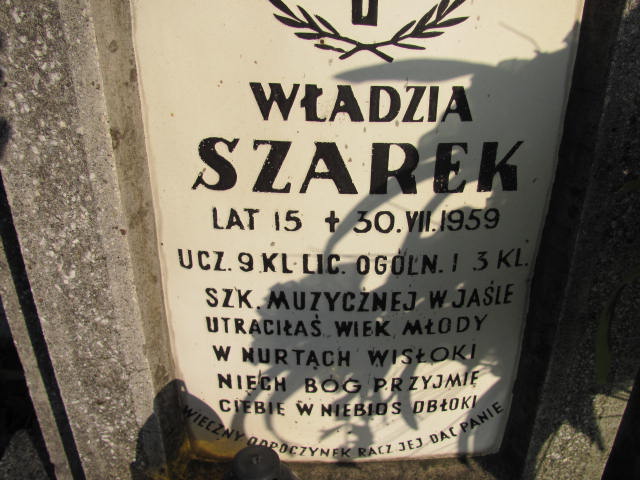 WŁADZIA
SZAREK
LAT 15 ✝ 30.VII.1959
UCZ. 9 KL. LIC. OGÓLN. I 3 KL.
SZK. MUZYCZNEJ W JAŚLE
UTRACIŁAŚ WIEK MŁODY
W NURTACH WISŁOKI
NIECH BÓG PRZYJMIE
CIEBIE W NIEBIOS OBŁOKI
WIECZNY ODPOCZYNEK RACZ JEJ DAĆ PANIE